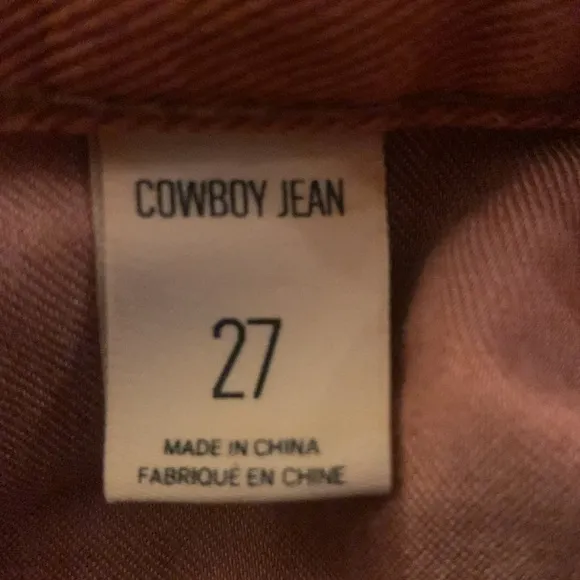 COWBOY JEAN
27
MADE IN CHINA
FABRIQUÉ EN CHINE